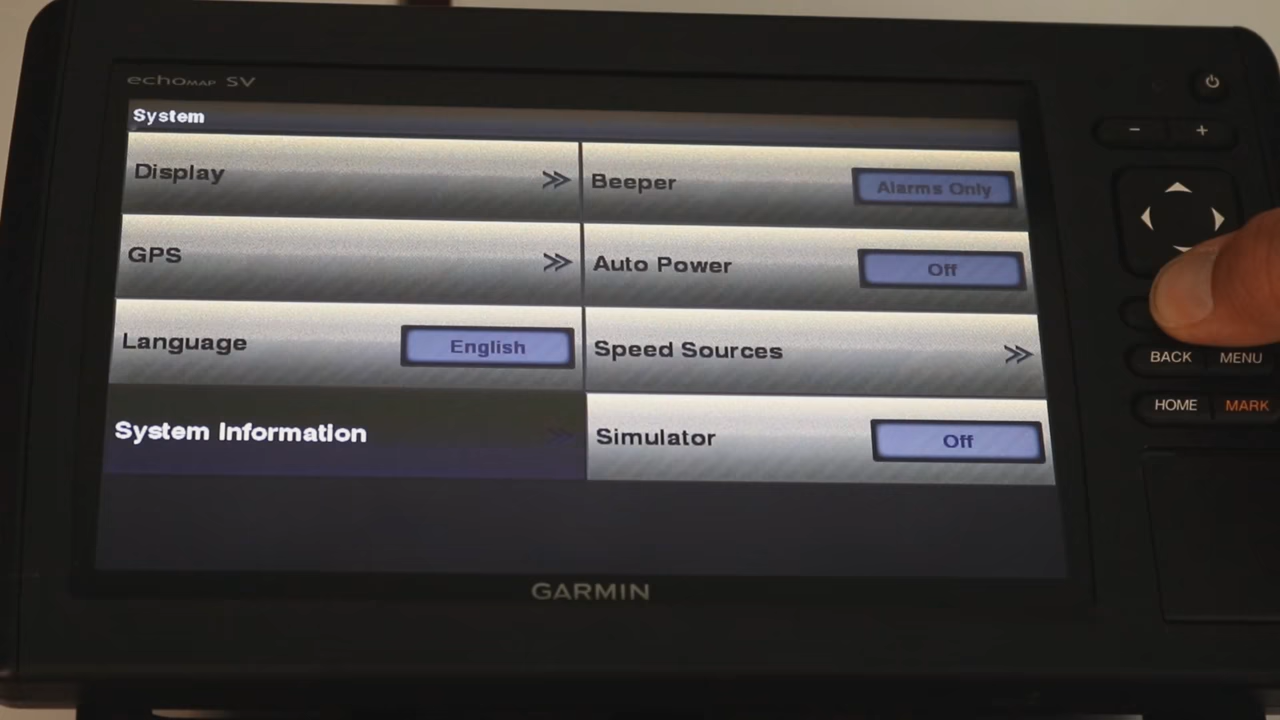 echoMAP SV
System
Display
Beeper
Alarms Only
GPS
Auto Power
Off
Language
English
Speed Sources
System Information
Simulator
Off
GARMIN
BACK
MENU
HOME
MARK